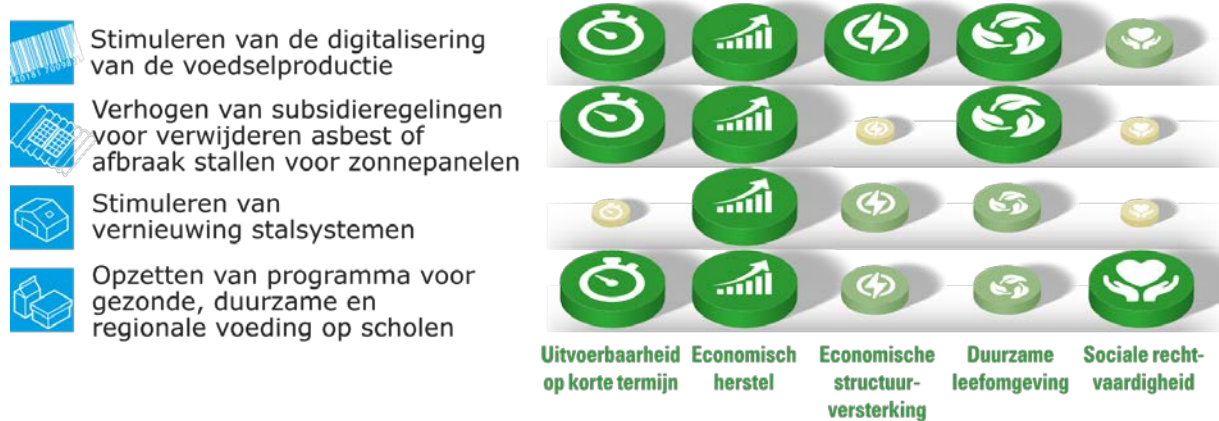 Stimuleren van de digitalisering
van de voedselproductie
Verhogen van subsidieregelingen
voor verwijderen asbest of
afbraak stallen voor zonnepanelen
Stimuleren van
vernieuwing stalsystemen
Opzetten van programma voor
gezonde, duurzame en
regionale voeding op scholen
Uitvoerbaarheid
op korte termijn
Economisch
herstel
Economische
structuur-
versterking
Duurzame
leefomgeving
Sociale recht-
vaardigheid